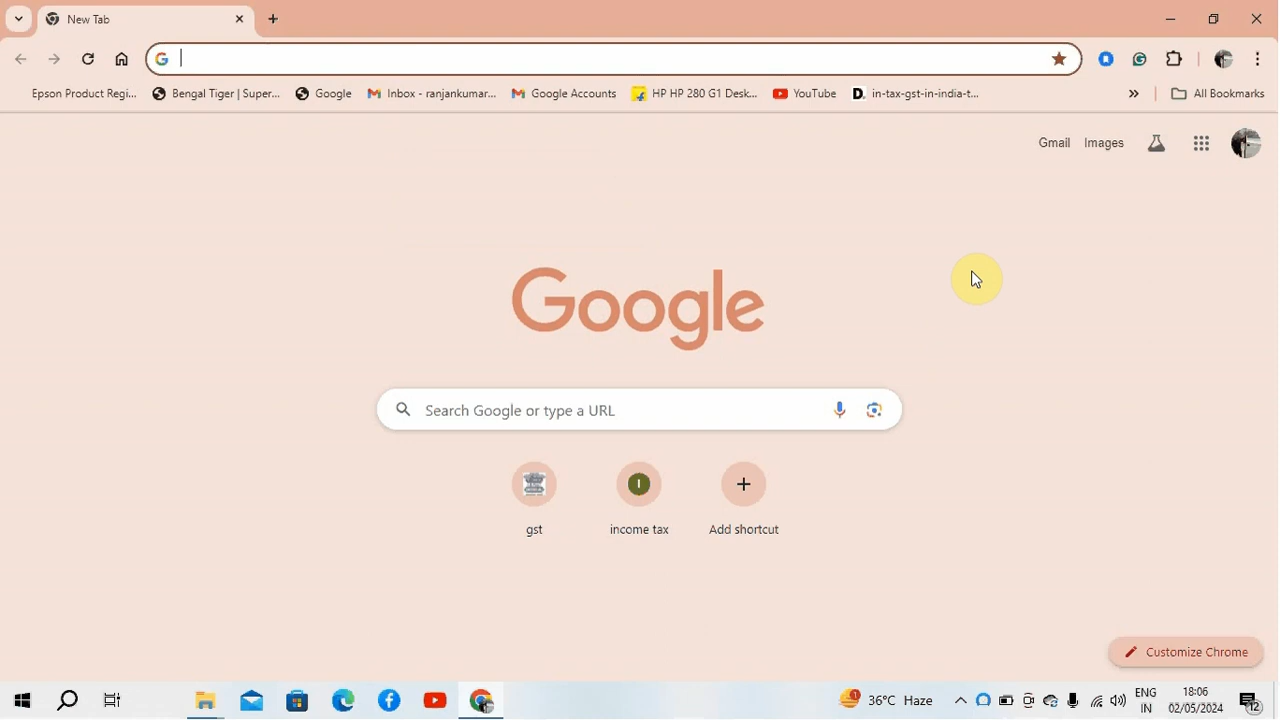 New Tab
Epson Product Regi...
Bengal Tiger | Super...
Google
Inbox - ranjankumar...
Google Accounts
HP HP 280 G1 Desk...
YouTube
D.
in-tax-gst-in-india-t...
All Bookmarks
Gmail
Images
Google
Search Google or type a URL
I
gst
income tax
Add shortcut
Customize Chrome
1
36°C Haze
ENG
IN
18:06
02/05/2024
12